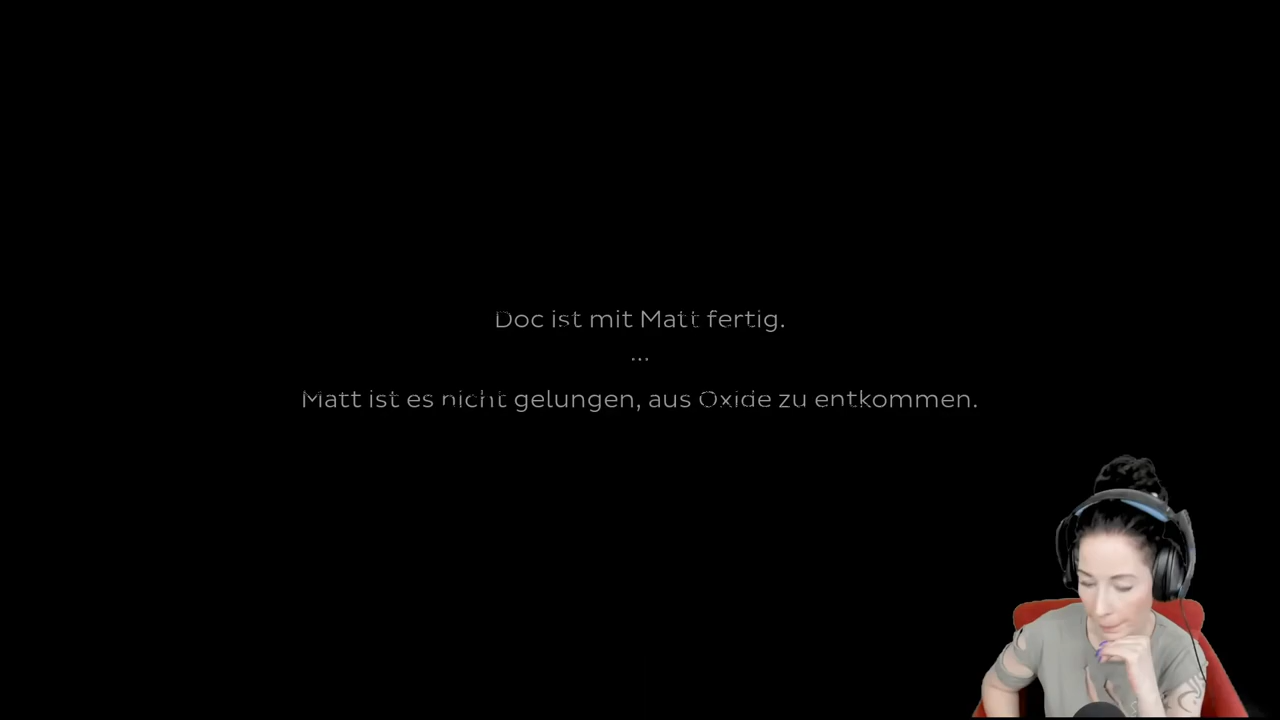 Doc ist mit Matt fertig.
...
Matt ist es nicht gelungen, aus Oxide zu entkommen.